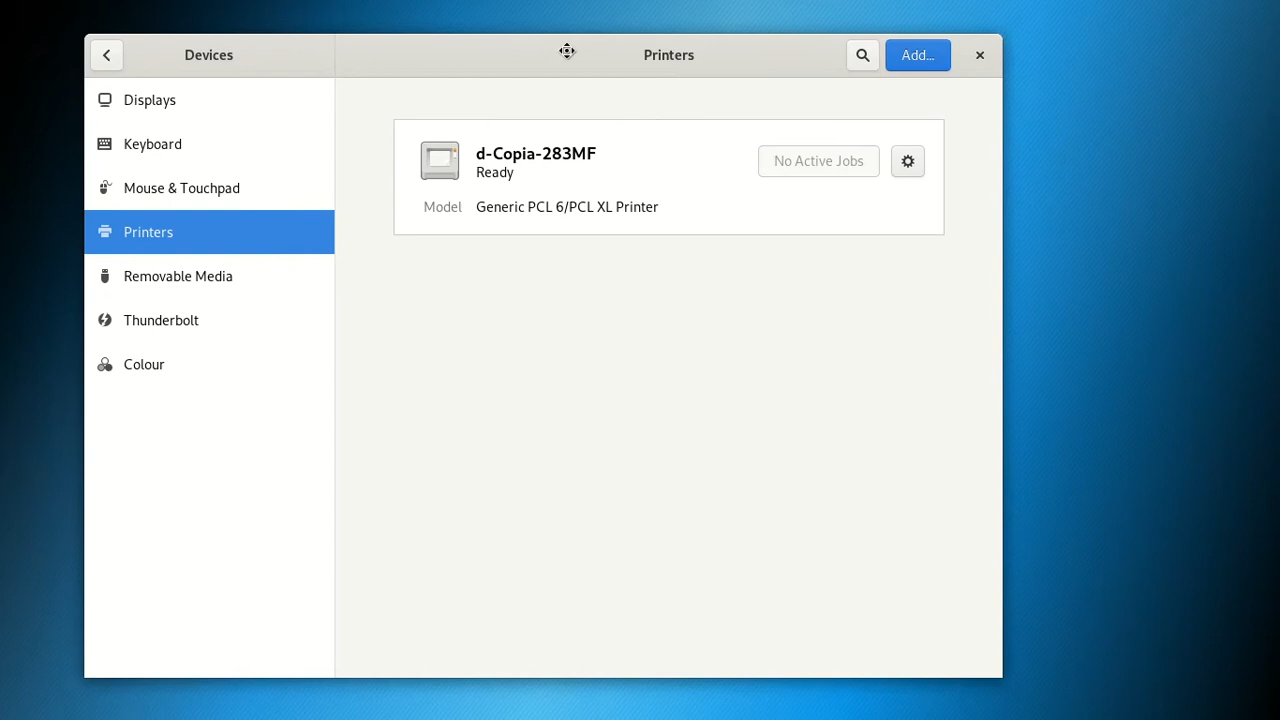 Devices
Printers
Add...
Displays
Keyboard
Mouse & Touchpad
Printers
Removable Media
Thunderbolt
Colour
d-Copia-283MF
Ready
No Active Jobs
Model Generic PCL 6/PCL XL Printer